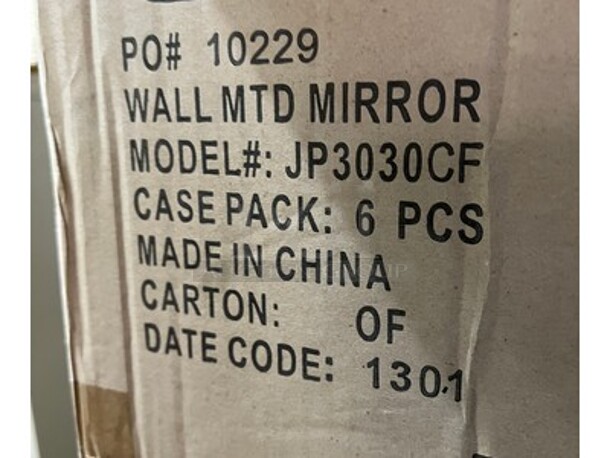 PO# 10229
WALL MTD MIRROR
MODEL#: JP3030CF
CASE PACK: 6 PCS
MADE IN CHINA
CARTON: OF
DATE CODE: 1301